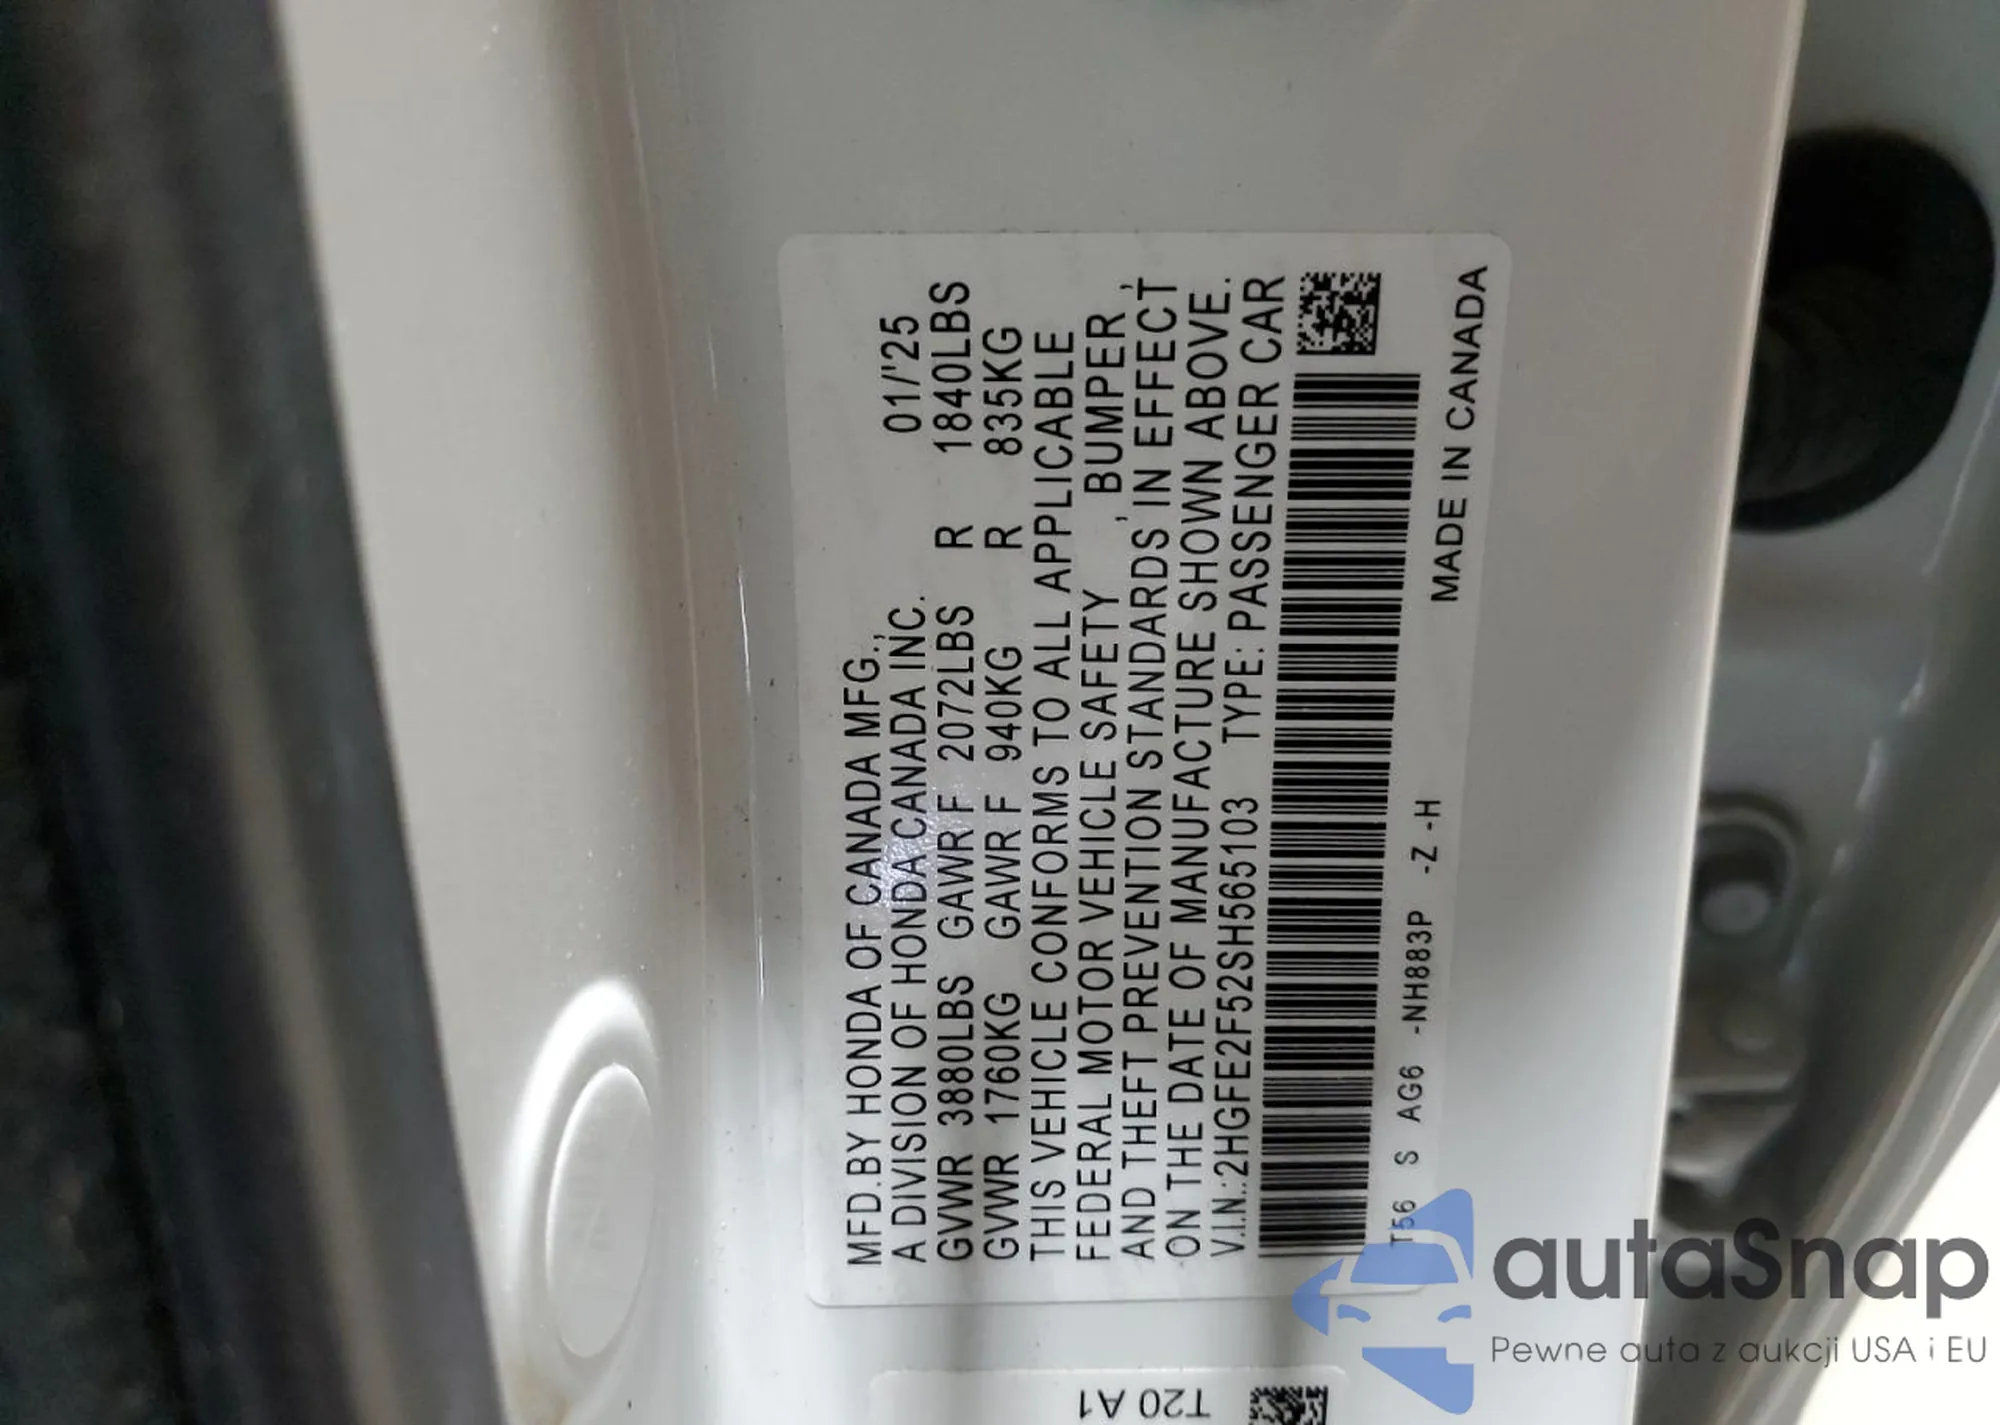 MFD.BY HONDA OF CANADA MFG.,
A DIVISION OF HONDA CANADA INC. 01/'25
GVWR 3880LBS GAWR F 2072LBS R 1840LBS
GVWR 1760KG GAWR F 940KG R 835KG
THIS VEHICLE CONFORMS TO ALL APPLICABLE
FEDERAL MOTOR VEHICLE SAFETY , BUMPER ,
AND THEFT PREVENTION STANDARDS IN EFFECT
ON THE DATE OF MANUFACTURE SHOWN ABOVE.
V.I.N.:2HGFE2F52SH565103 TYPE: PASSENGER CAR
T56 S AG6 -NH883P -Z -H
MADE IN CANADA
T20 A1
autaSnap
Pewne auta z aukcji USA i EU